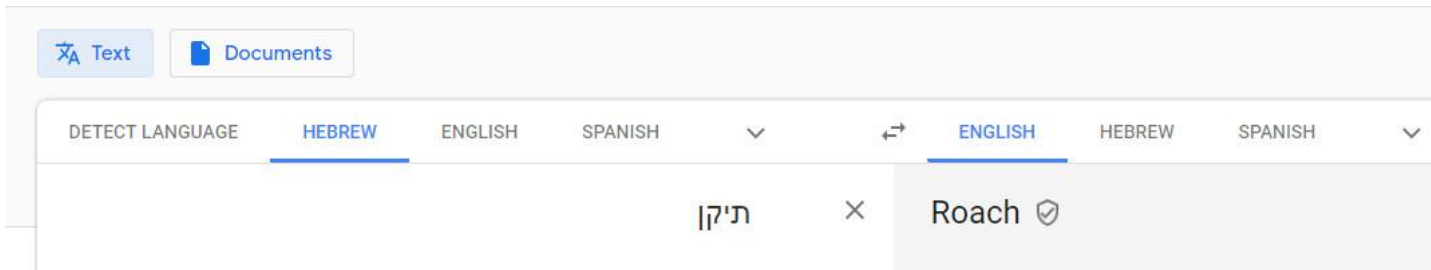 Text Documents
DETECT LANGUAGE HEBREW ENGLISH SPANISH ENGLISH HEBREW SPANISH
תיקן Roach